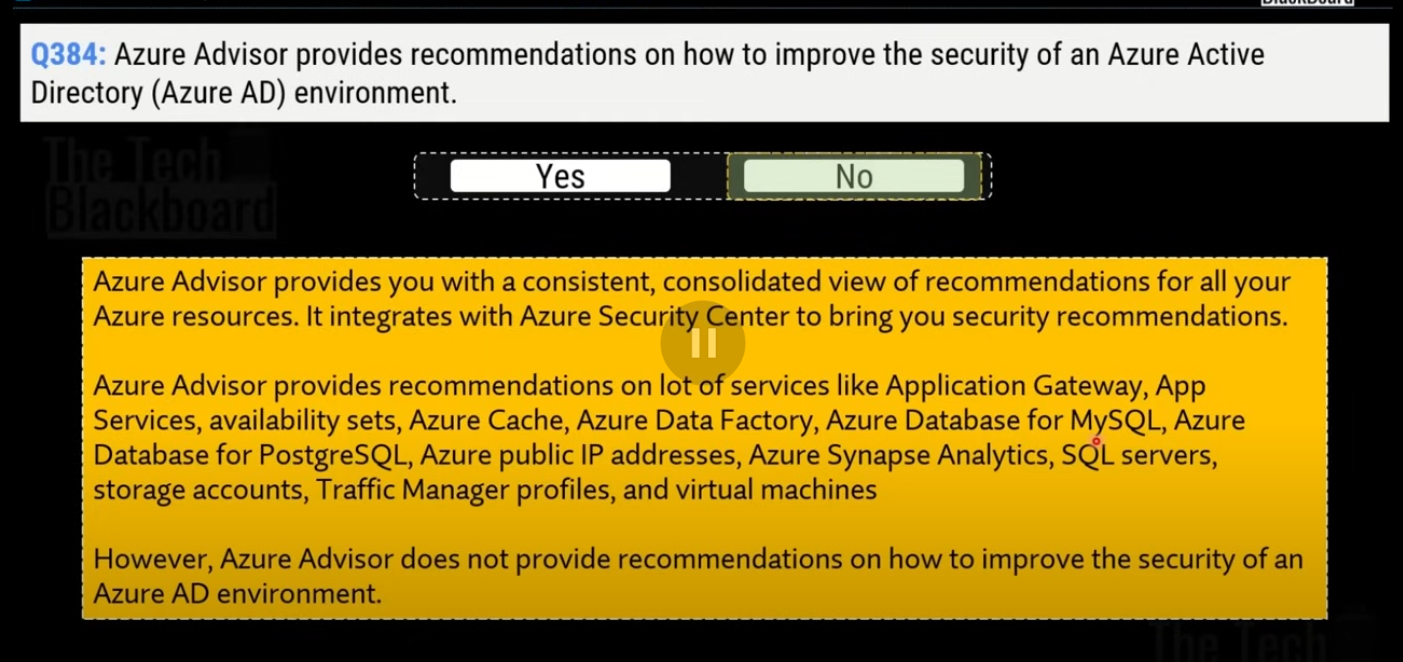 Q384: Azure Advisor provides recommendations on how to improve the security of an Azure Active
Directory (Azure AD) environment.
The Tech
Blackboard
Yes
No
Azure Advisor provides you with a consistent, consolidated view of recommendations for all your
Azure resources. It integrates with Azure Security Center to bring you security recommendations.
Azure Advisor provides recommendations on lot of services like Application Gateway, App
Services, availability sets, Azure Cache, Azure Data Factory, Azure Database for MySQL, Azure
Database for PostgreSQL, Azure public IP addresses, Azure Synapse Analytics, SQL servers,
storage accounts, Traffic Manager profiles, and virtual machines
However, Azure Advisor does not provide recommendations on how to improve the security of an
Azure AD environment.
The Tech